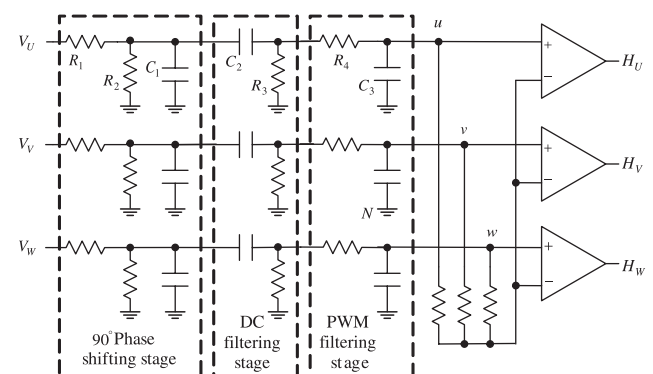 u
V_U
R_1
R_2
C_1
C_2
R_3
R_4
C_3
+
−
H_U
V_V
v
N
+
−
H_V
V_W
w
+
−
H_W
90° Phase
shifting stage
DC
filtering
stage
PWM
filtering
stage